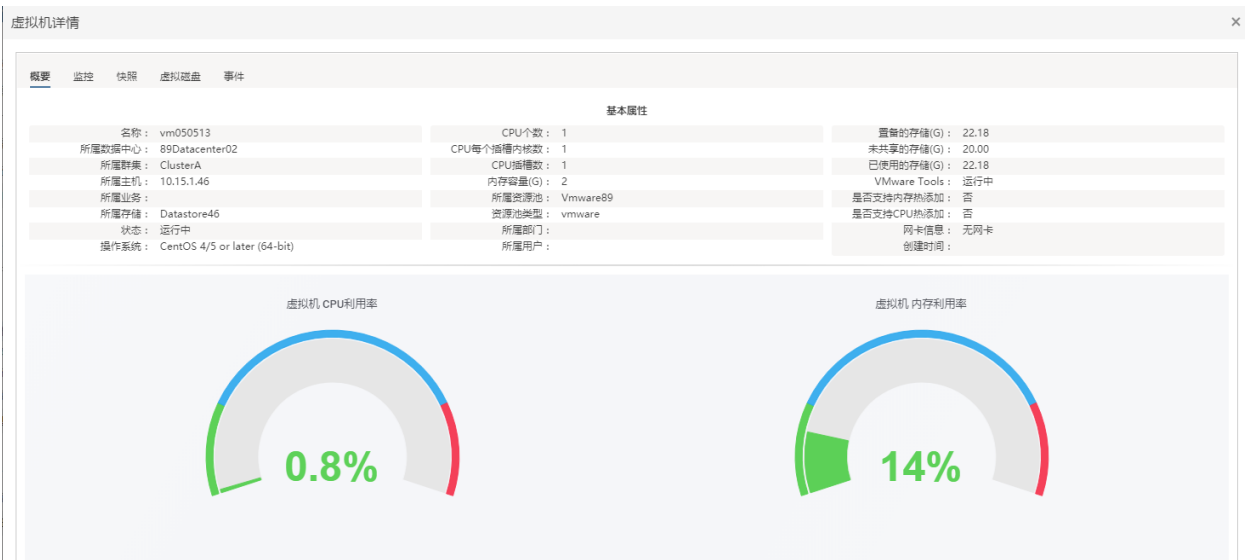 虚拟机详情
×
概要 监控 快照 虚拟磁盘 事件
基本属性
名称： vm050513 CPU个数： 1 置备的存储(G)： 22.18
所属数据中心： 89Datacenter02 CPU每个插槽内核数： 1 未共享的存储(G)： 20.00
所属群集： ClusterA CPU插槽数： 1 已使用的存储(G)： 22.18
所属主机： 10.15.1.46 内存容量(G)： 2 VMware Tools： 运行中
所属业务： 所属资源池： Vmware89 是否支持内存热添加： 否
所属存储： Datastore46 资源池类型： vmware 是否支持CPU热添加： 否
状态： 运行中 所属部门： 网卡信息： 无网卡
操作系统： CentOS 4/5 or later (64-bit) 所属用户： 创建时间：
虚拟机 CPU利用率 虚拟机 内存利用率
0.8% 14%